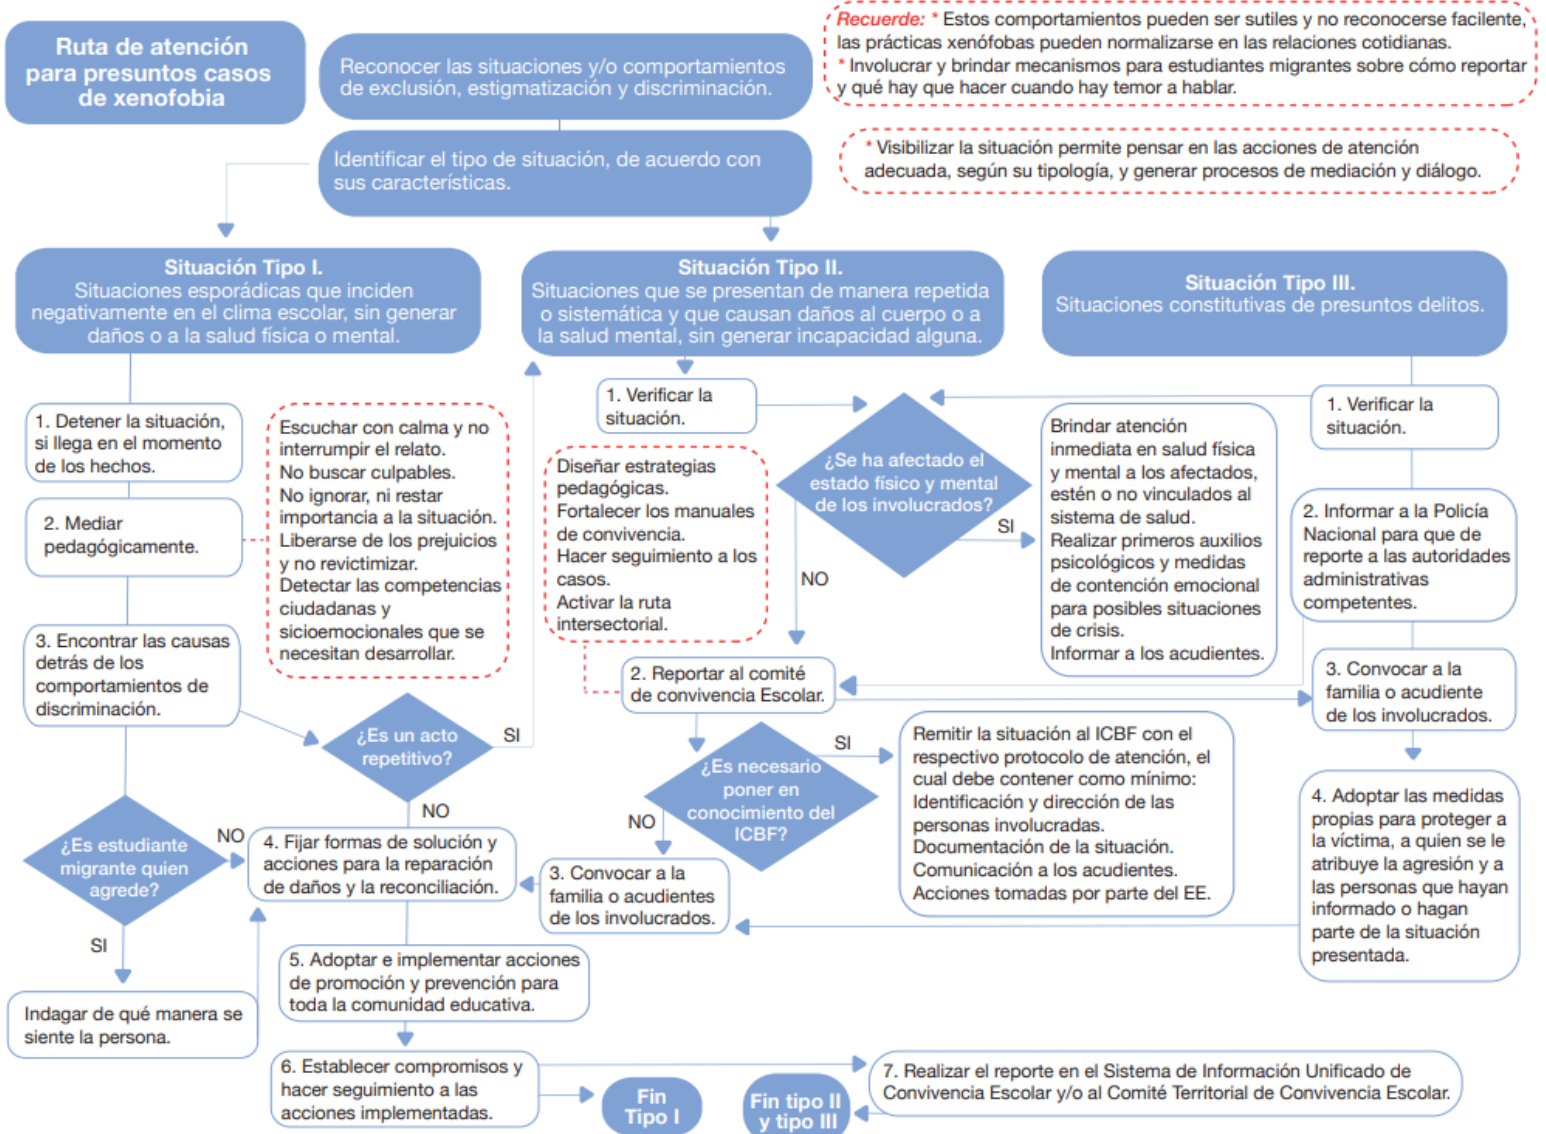 Ruta de atención
para presuntos casos
de xenofobia
Reconocer las situaciones y/o comportamientos
de exclusión, estigmatización y discriminación.
Recuerde: * Estos comportamientos pueden ser sutiles y no reconocerse facilente,
las prácticas xenófobas pueden normalizarse en las relaciones cotidianas.
* Involucrar y brindar mecanismos para estudiantes migrantes sobre cómo reportar
y qué hay que hacer cuando hay temor a hablar.
Identificar el tipo de situación, de acuerdo con
sus características.
* Visibilizar la situación permite pensar en las acciones de atención
adecuada, según su tipología, y generar procesos de mediación y diálogo.
Situación Tipo I.
Situaciones esporádicas que inciden
negativamente en el clima escolar, sin generar
daños o a la salud física o mental.
Situación Tipo II.
Situaciones que se presentan de manera repetida
o sistemática y que causan daños al cuerpo o a
la salud mental, sin generar incapacidad alguna.
Situación Tipo III.
Situaciones constitutivas de presuntos delitos.
1. Detener la situación,
si llega en el momento
de los hechos.
2. Mediar
pedagógicamente.
3. Encontrar las causas
detrás de los
comportamientos de
discriminación.
Escuchar con calma y no
interrumpir el relato.
No buscar culpables.
No ignorar, ni restar
importancia a la situación.
Liberarse de los prejuicios
y no revictimizar.
Detectar las competencias
ciudadanas y
sicioemocionales que se
necesitan desarrollar.
¿Es un acto
repetitivo?
SI
NO
¿Es estudiante
migrante quien
agrede?
NO
SI
Indagar de qué manera se
siente la persona.
4. Fijar formas de solución y
acciones para la reparación
de daños y la reconciliación.
5. Adoptar e implementar acciones
de promoción y prevención para
toda la comunidad educativa.
6. Establecer compromisos y
hacer seguimiento a las
acciones implementadas.
Fin
Tipo I
1. Verificar la
situación.
Diseñar estrategias
pedagógicas.
Fortalecer los manuales
de convivencia.
Hacer seguimiento a los
casos.
Activar la ruta
intersectorial.
¿Se ha afectado el
estado físico y mental
de los involucrados?
SI
NO
Brindar atención
inmediata en salud física
y mental a los afectados,
estén o no vinculados al
sistema de salud.
Realizar primeros auxilios
psicológicos y medidas
de contención emocional
para posibles situaciones
de crisis.
Informar a los acudientes.
2. Reportar al comité
de convivencia Escolar.
¿Es necesario
poner en
conocimiento del
ICBF?
SI
NO
Remitir la situación al ICBF con el
respectivo protocolo de atención, el
cual debe contener como mínimo:
Identificación y dirección de las
personas involucradas.
Documentación de la situación.
Comunicación a los acudientes.
Acciones tomadas por parte del EE.
3. Convocar a la
familia o acudientes
de los involucrados.
1. Verificar la
situación.
2. Informar a la Policía
Nacional para que de
reporte a las autoridades
administrativas
competentes.
3. Convocar a la
familia o acudiente
de los involucrados.
4. Adoptar las medidas
propias para proteger a
la víctima, a quien se le
atribuye la agresión y a
las personas que hayan
informado o hagan
parte de la situación
presentada.
7. Realizar el reporte en el Sistema de Información Unificado de
Convivencia Escolar y/o al Comité Territorial de Convivencia Escolar.
Fin tipo II
y tipo III